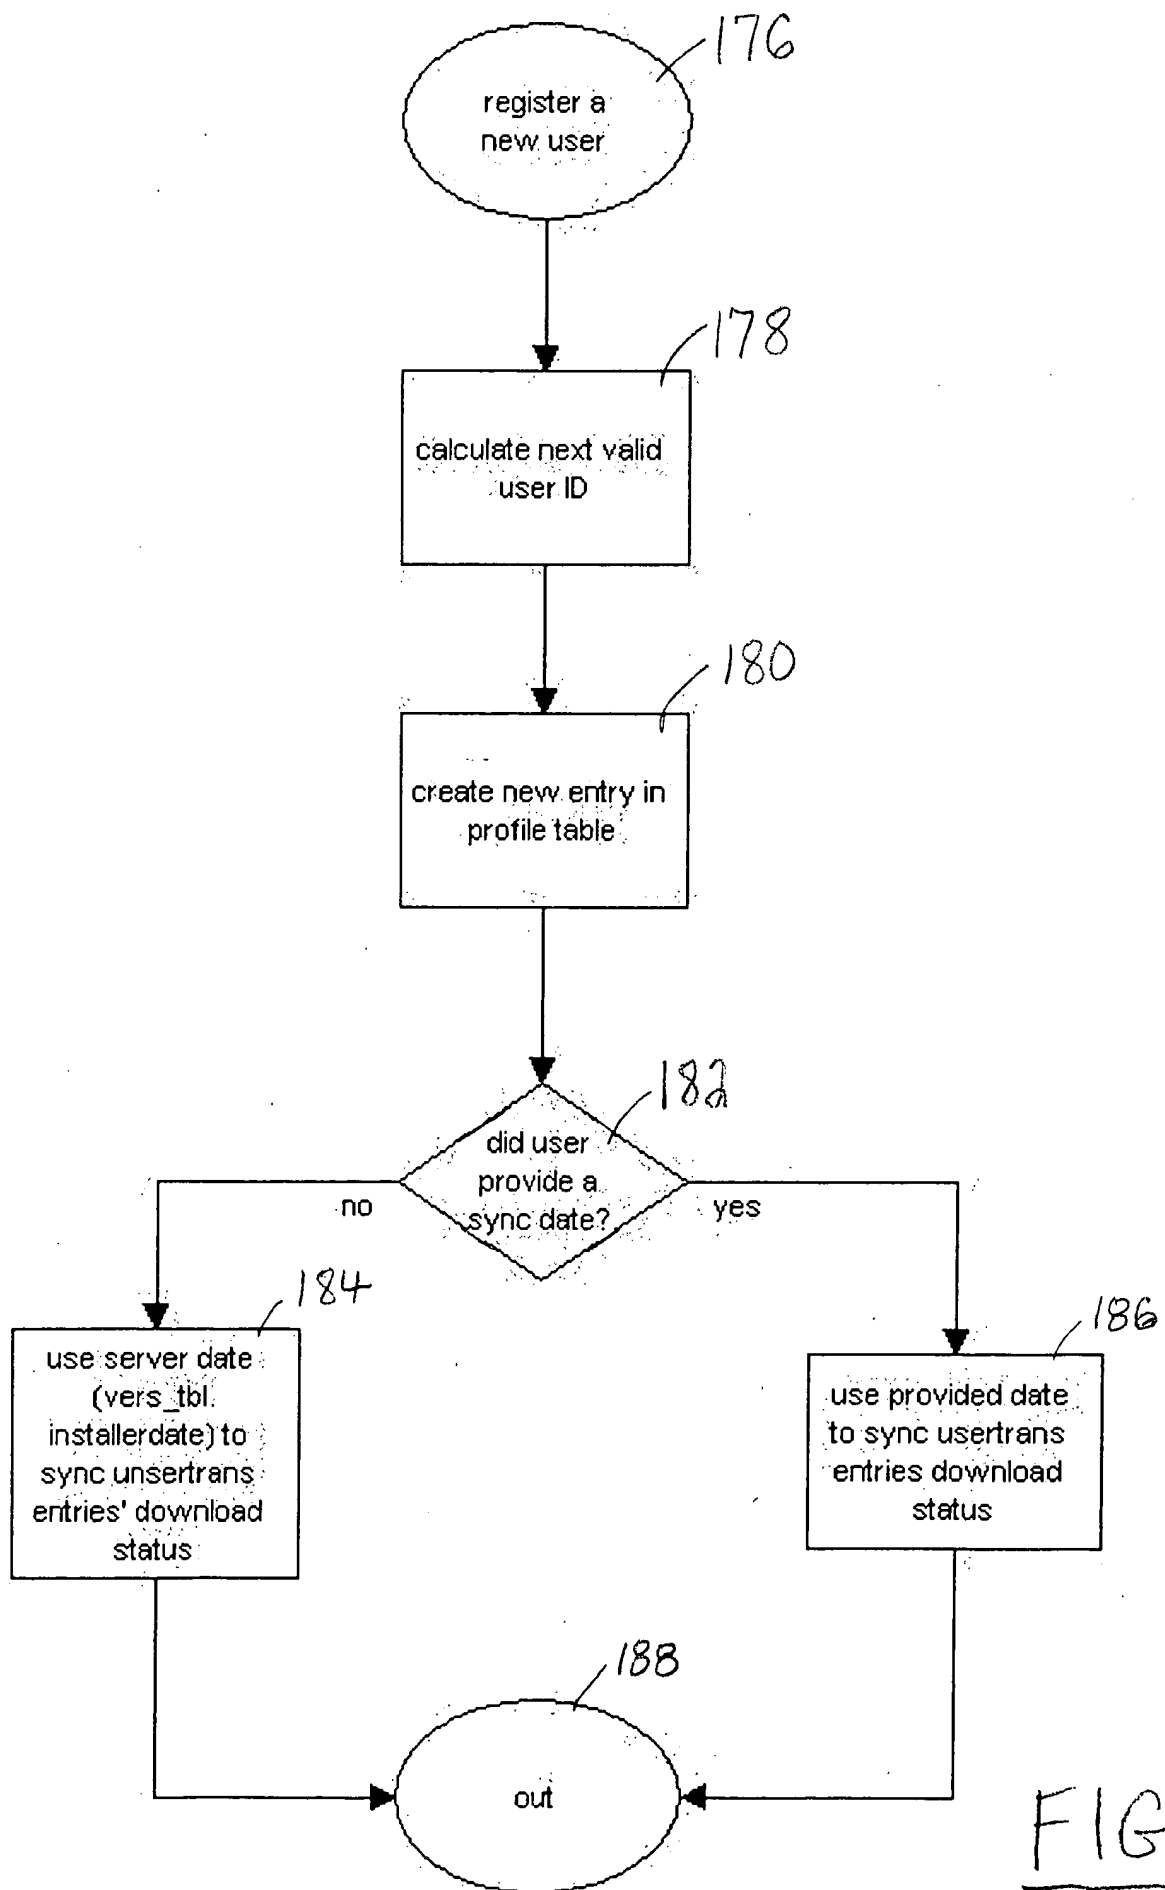 176
register a
new user
178
calculate next valid
user ID
180
create new entry in
profile table
182
did user
provide a
sync date?
no
yes
184
use server date
(vers_tbl.
installerdate) to
sync unsertrans
entries' download
status
186
use provided date
to sync usertrans
entries download
status
188
out
FIG